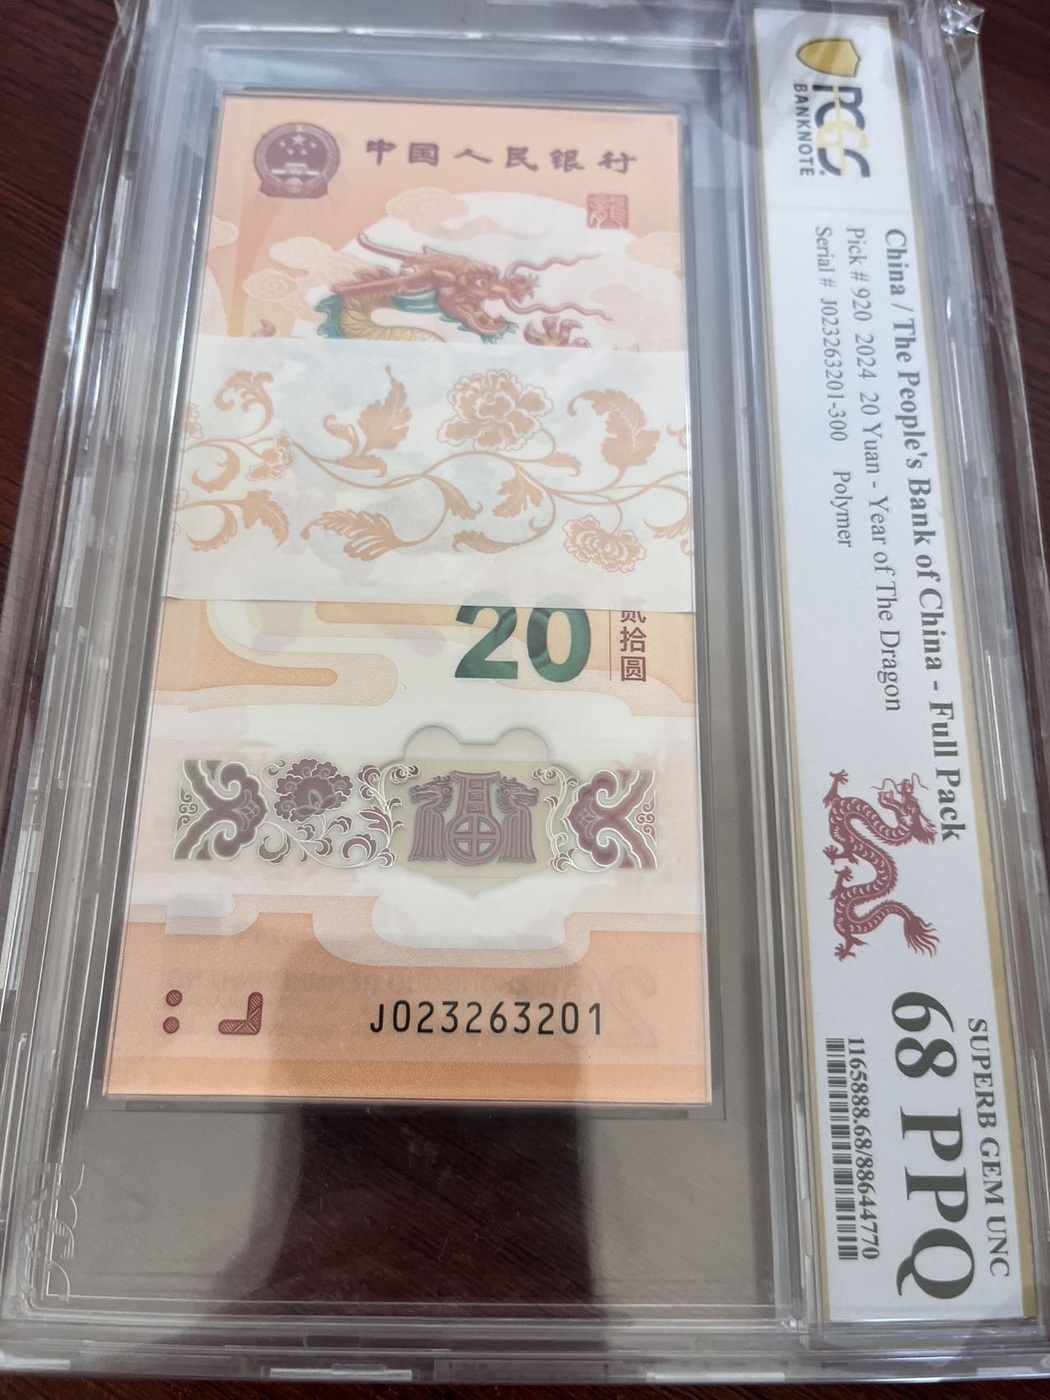 中国人民银行
龍
20
贰拾圆
J023263201
PCGS
BANKNOTE
China / The People's Bank of China - Full Pack
Pick # 920 2024 20 Yuan - Year of The Dragon
Serial # J023263201-300 Polymer
SUPERB GEM UNC
68 PPQ
1165888.68/88644770